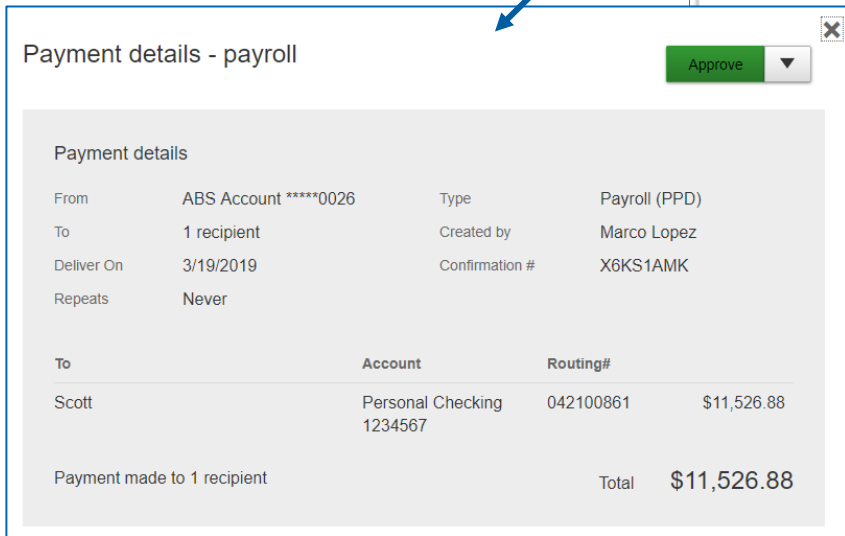 Payment details - payroll
Approve
Payment details
From ABS Account *****0026 Type Payroll (PPD)
To 1 recipient Created by Marco Lopez
Deliver On 3/19/2019 Confirmation # X6KS1AMK
Repeats Never
To Account Routing#
Scott Personal Checking 042100861 $11,526.88
1234567
Payment made to 1 recipient Total $11,526.88